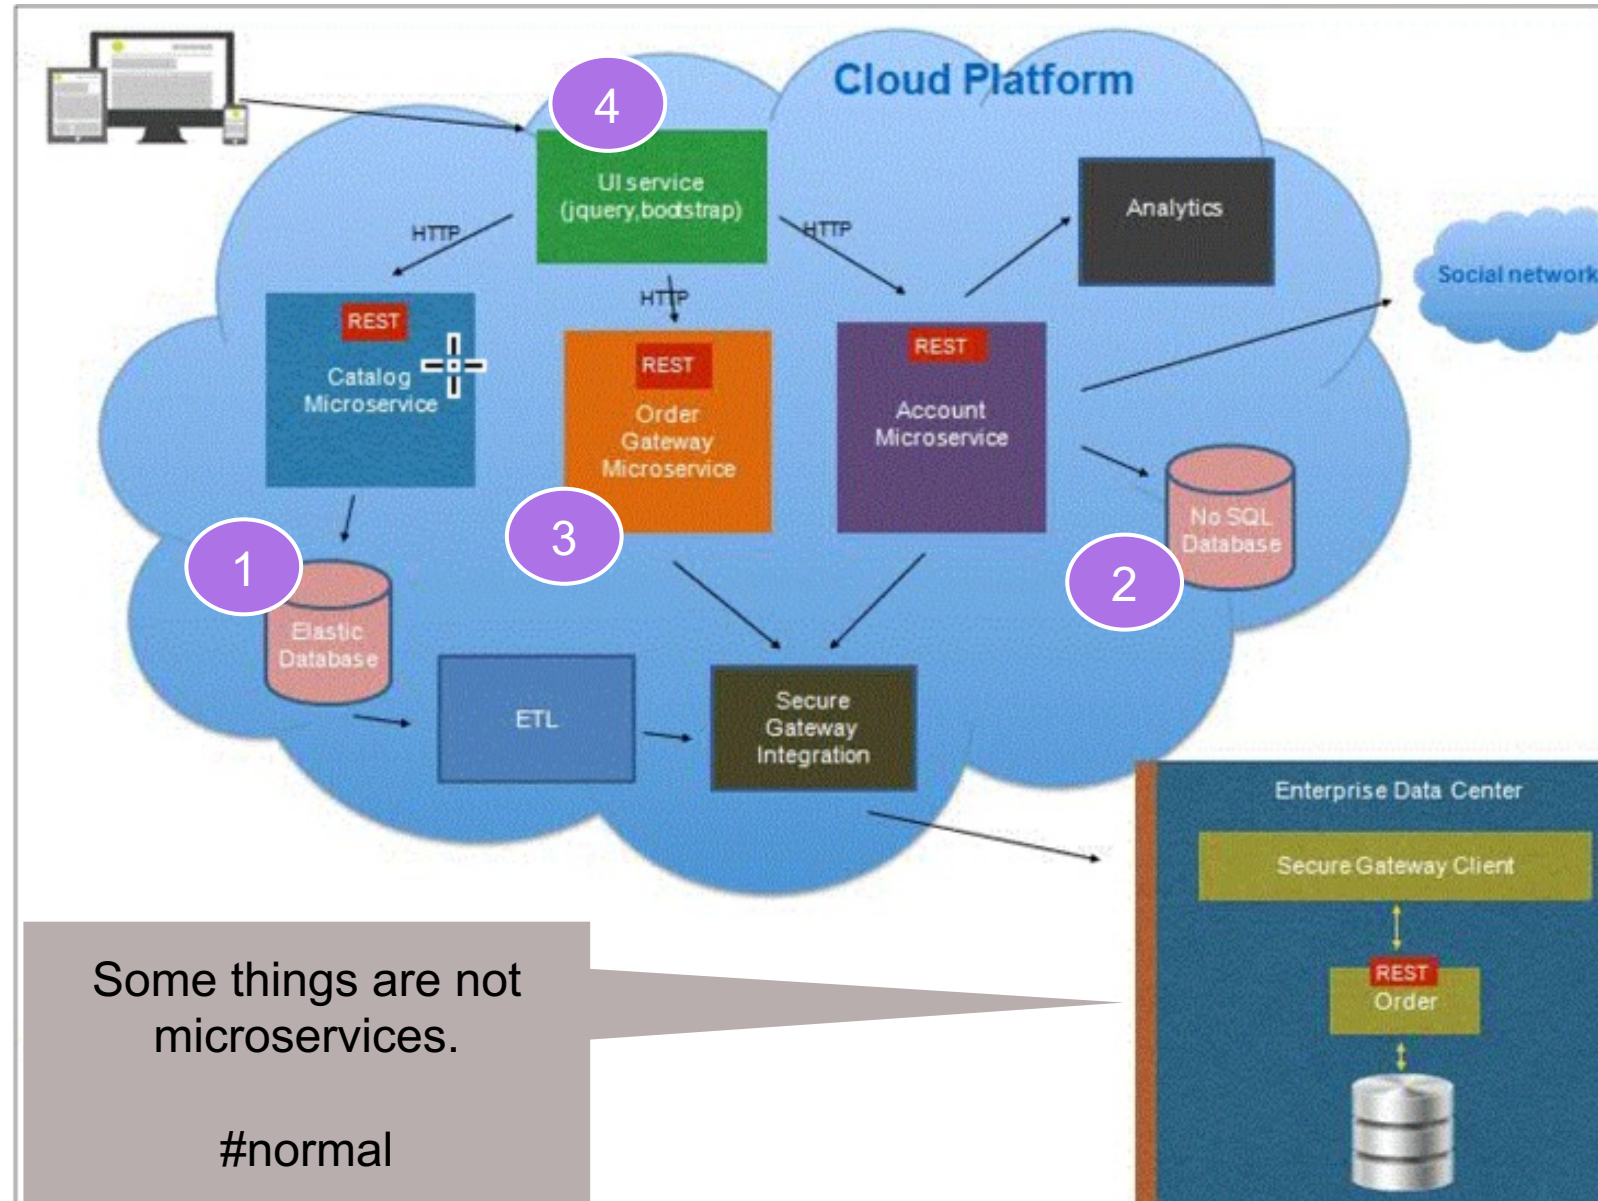 Cloud Platform
4
UI service
(jquery,bootstrap)
Analytics
HTTP
HTTP
HTTP
Social network
REST
Catalog
Microservice
REST
Order
Gateway
Microservice
REST
Account
Microservice
1
3
2
No SQL
Database
Elastic
Database
ETL
Secure
Gateway
Integration
Enterprise Data Center
Secure Gateway Client
REST
Order
Some things are not
microservices.
#normal